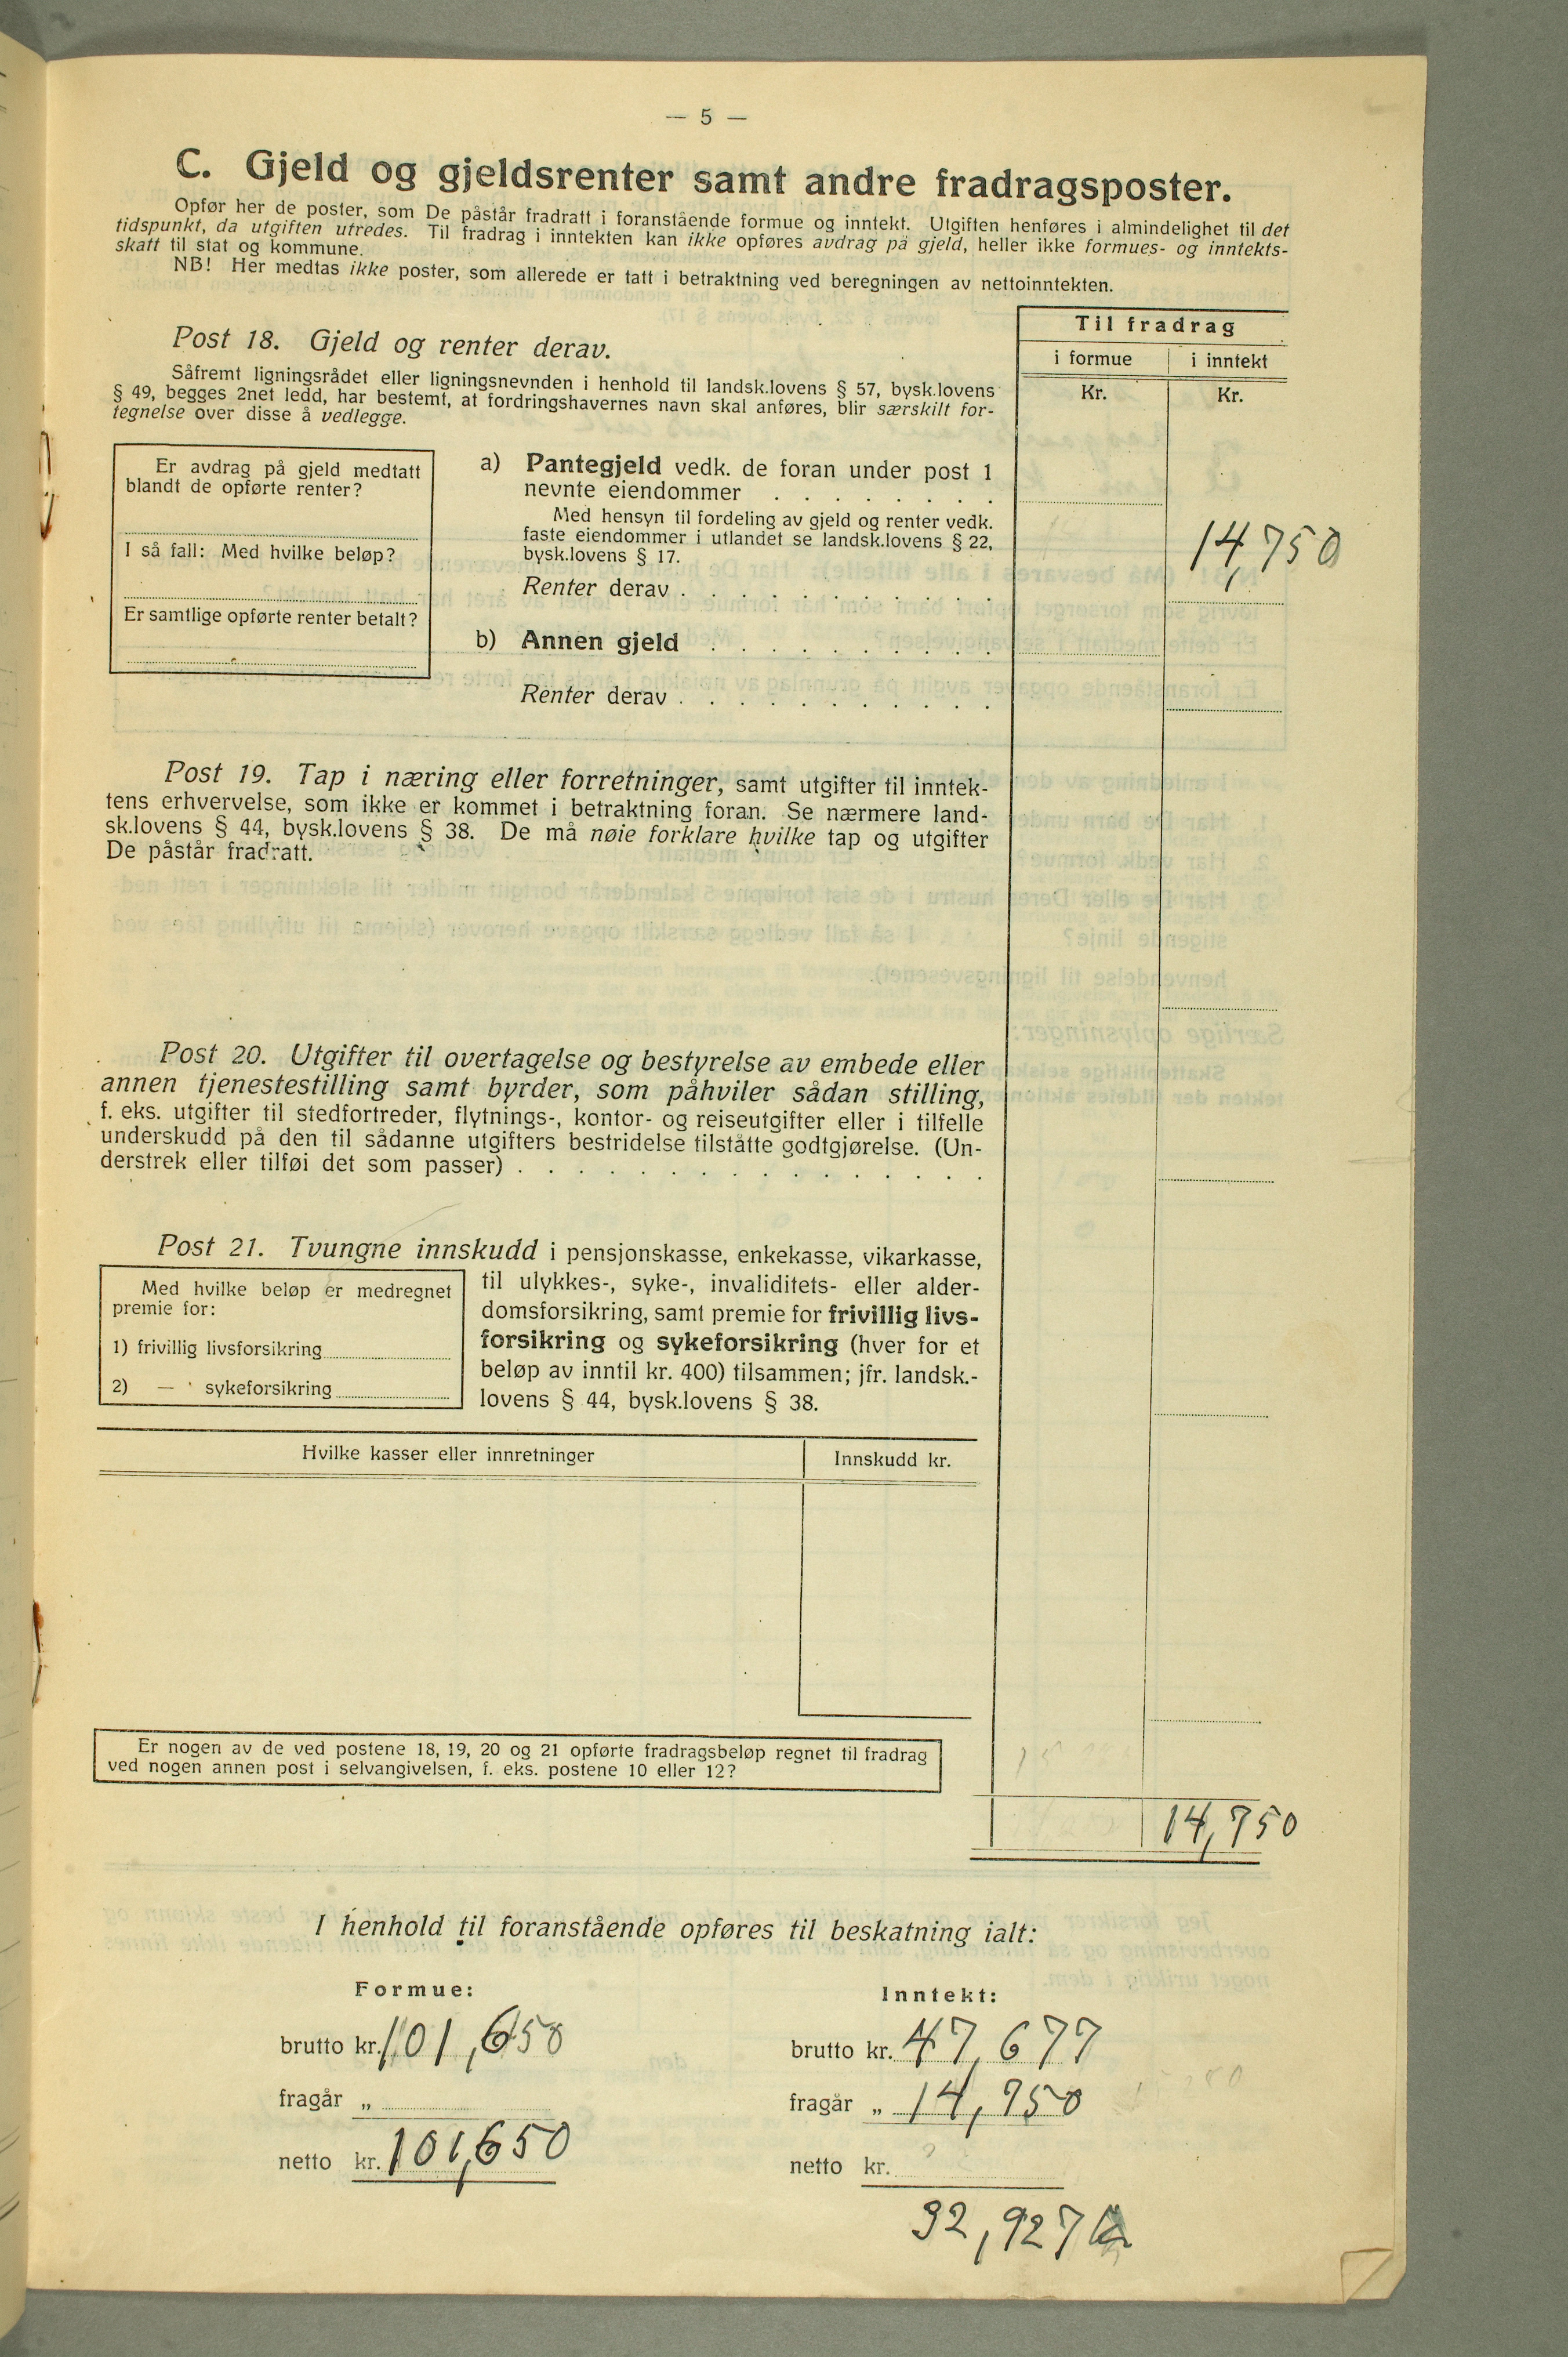 — 5 —
C. Gjeld og gjeldsrenter samt andre fradragsposter.
Opfør her de poster, som De påstår fradratt i foranstående formue og inntekt. Utgiften henføres i almindelighet til det
tidspunkt, da utgiften utredes. Til fradrag i inntekten kan ikke opføres avdrag på gjeld, heller ikke formues- og inntekts-
skatt til stat og kommune.
NB! Her medtas ikke poster, som allerede er tatt i betraktning ved beregningen av nettoinntekten.
Til fradrag
i formue
i inntekt
Kr.
Kr.
Post 18. Gjeld og renter derav.
Såfremt ligningsrådet eller ligningsnevnden i henhold til landsk.lovens § 57, bysk.lovens
§ 49, begges 2net ledd, har bestemt, at fordringshavernes navn skal anføres, blir særskilt for-
tegnelse over disse å vedlegge.
Er avdrag på gjeld medtatt
blandt de opførte renter?
I så fall: Med hvilke beløp?
Er samtlige opførte renter betalt?
a) Pantegjeld vedk. de foran under post 1
nevnte eiendommer . . . . . . . .
Med hensyn til fordeling av gjeld og renter vedk.
faste eiendommer i utlandet se landsk.lovens § 22,
bysk.lovens § 17.
14,750
Renter derav . . . . . . . . . . .
b) Annen gjeld . . . . . . . . . .
Renter derav . . . . . . . . . . .
Post 19. Tap i næring eller forretninger, samt utgifter til inntek-
tens erhvervelse, som ikke er kommet i betraktning foran. Se nærmere land-
sk.lovens § 44, bysk.lovens § 38. De må nøie forklare hvilke tap og utgifter
De påstår fradratt.
Post 20. Utgifter til overtagelse og bestyrelse av embede eller
annen tjenestestilling samt byrder, som påhviler sådan stilling,
f. eks. utgifter til stedfortreder, flytnings-, kontor- og reiseutgifter eller i tilfelle
underskudd på den til sådanne utgifters bestridelse tilståtte godtgjørelse. (Un-
derstrek eller tilføi det som passer) . . . . . . . . . . . . . . . .
Post 21. Tvungne innskudd i pensjonskasse, enkekasse, vikarkasse,
til ulykkes-, syke-, invaliditets- eller alder-
domsforsikring, samt premie for frivillig livs-
forsikring og sykeforsikring (hver for et
beløp av inntil kr. 400) tilsammen; jfr. landsk.-
lovens § 44, bysk.lovens § 38.
Med hvilke beløp er medregnet
premie for:
1) frivillig livsforsikring
2) — sykeforsikring
Hvilke kasser eller innretninger
Innskudd kr.
Er nogen av de ved postene 18, 19, 20 og 21 opførte fradragsbeløp regnet til fradrag
ved nogen annen post i selvangivelsen, f. eks. postene 10 eller 12?
14,750
I henhold til foranstående opføres til beskatning ialt:
Formue:
brutto kr. 101,650
fragår „
netto kr. 101,650
Inntekt:
brutto kr. 47,677
fragår „ 14,750
netto kr.
32,927